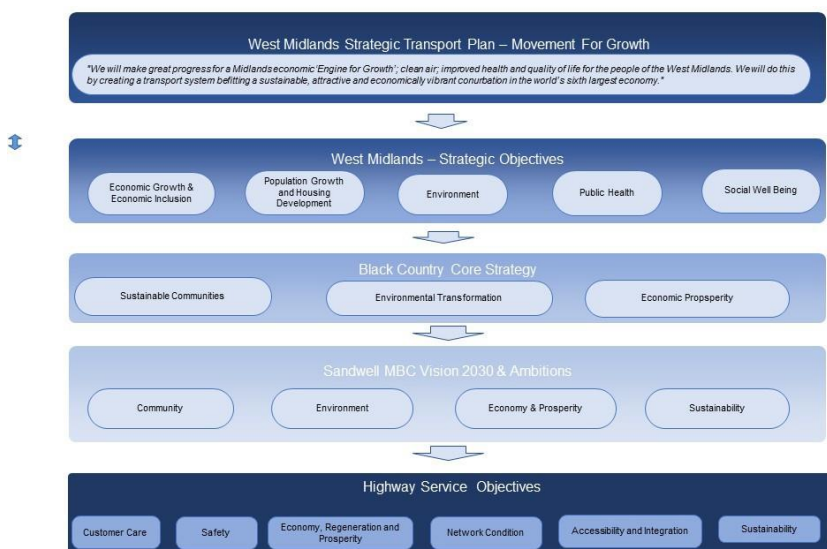 West Midlands Strategic Transport Plan – Movement For Growth
"We will make great progress for a Midlands economic 'Engine for Growth'; clean air; improved health and quality of life for the people of the West Midlands. We will do this
by creating a transport system befitting a sustainable, attractive and economically vibrant conurbation in the world's sixth largest economy."
West Midlands – Strategic Objectives
Economic Growth &
Economic Inclusion
Population Growth
and Housing
Development
Environment
Public Health
Social Well Being
Black Country Core Strategy
Sustainable Communities
Environmental Transformation
Economic Propsperity
Sandwell MBC Vision 2030 & Ambitions
Community
Environment
Economy & Prosperity
Sustainability
Highway Service Objectives
Customer Care
Safety
Economy, Regeneration and
Prosperity
Network Condition
Accessibility and Integration
Sustainability